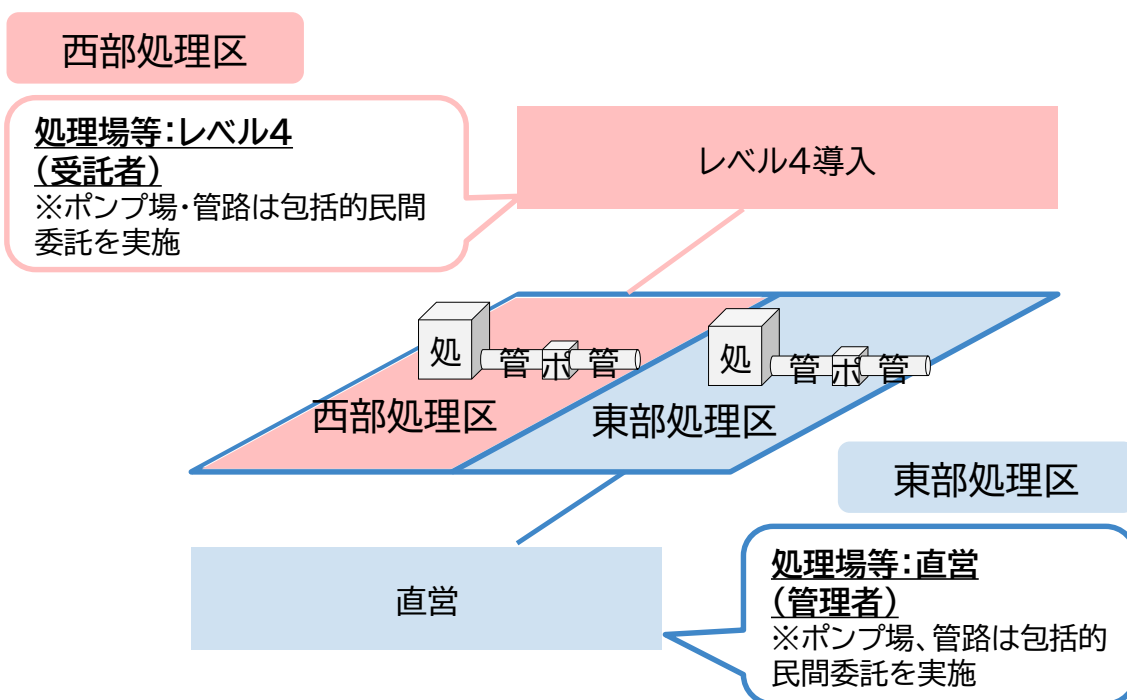 西部処理区
処理場等:レベル4
(受託者)
※ポンプ場・管路は包括的民間
委託を実施
レベル4導入
処
管
ポ
管
処
管
ポ
管
西部処理区
東部処理区
東部処理区
直営
処理場等:直営
(管理者)
※ポンプ場、管路は包括的
民間委託を実施